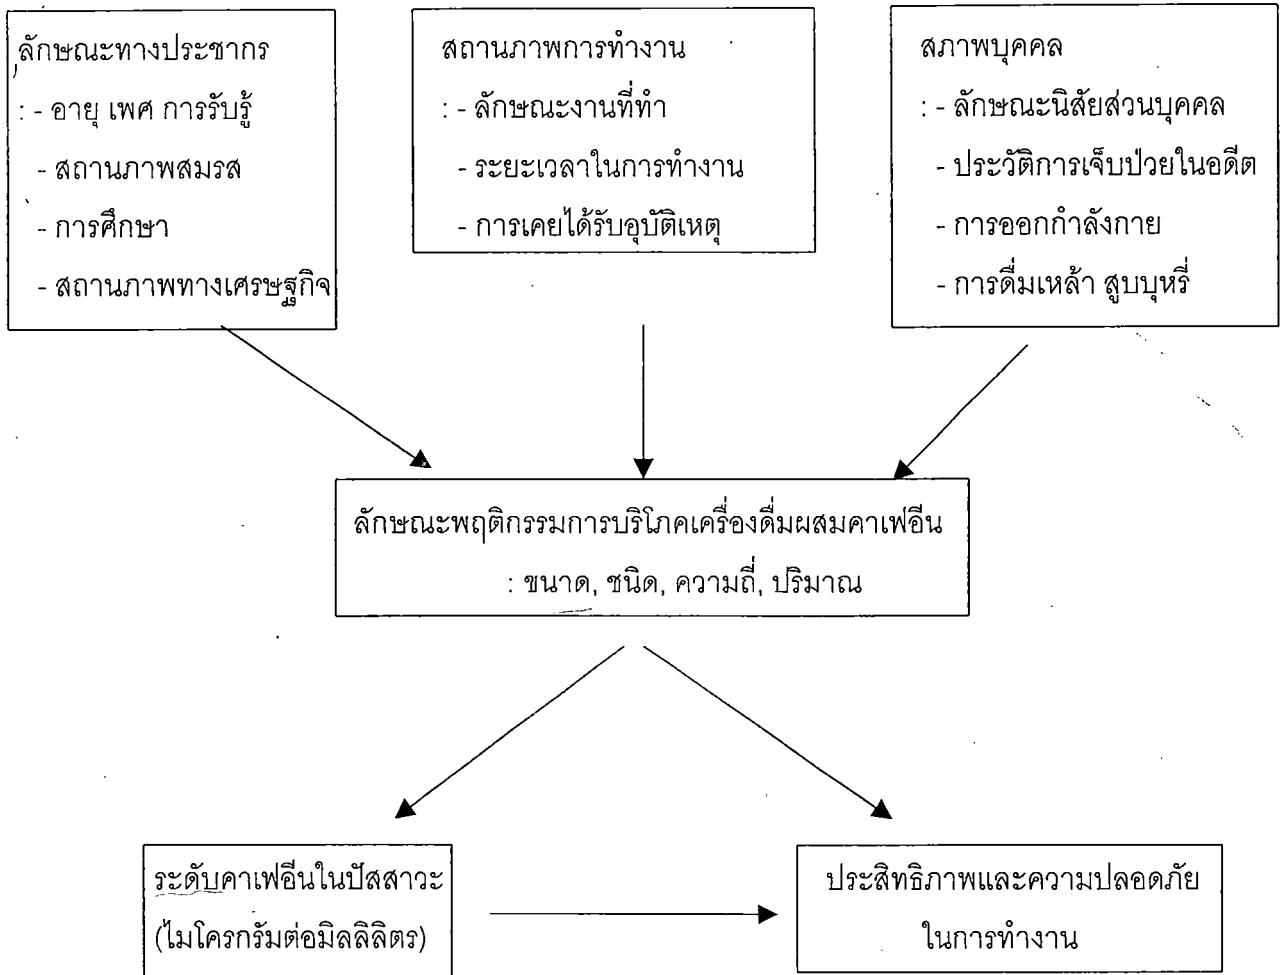 ลักษณะทางประชากร
: - อายุ เพศ การรับรู้
- สถานภาพสมรส
- การศึกษา
- สถานภาพทางเศรษฐกิจ
สถานภาพการทำงาน
: - ลักษณะงานที่ทำ
- ระยะเวลาในการทำงาน
- การเคยได้รับอุบัติเหตุ
สภาพบุคคล
: - ลักษณะนิสัยส่วนบุคคล
- ประวัติการเจ็บป่วยในอดีต
- การออกกำลังกาย
- การดื่มเหล้า สูบบุหรี่
ลักษณะพฤติกรรมการบริโภคเครื่องดื่มผสมคาเฟอีน
: ขนาด, ชนิด, ความถี่, ปริมาณ
ระดับคาเฟอีนในปัสสาวะ
(ไมโครกรัมต่อมิลลิลิตร)
ประสิทธิภาพและความปลอดภัย
ในการทำงาน